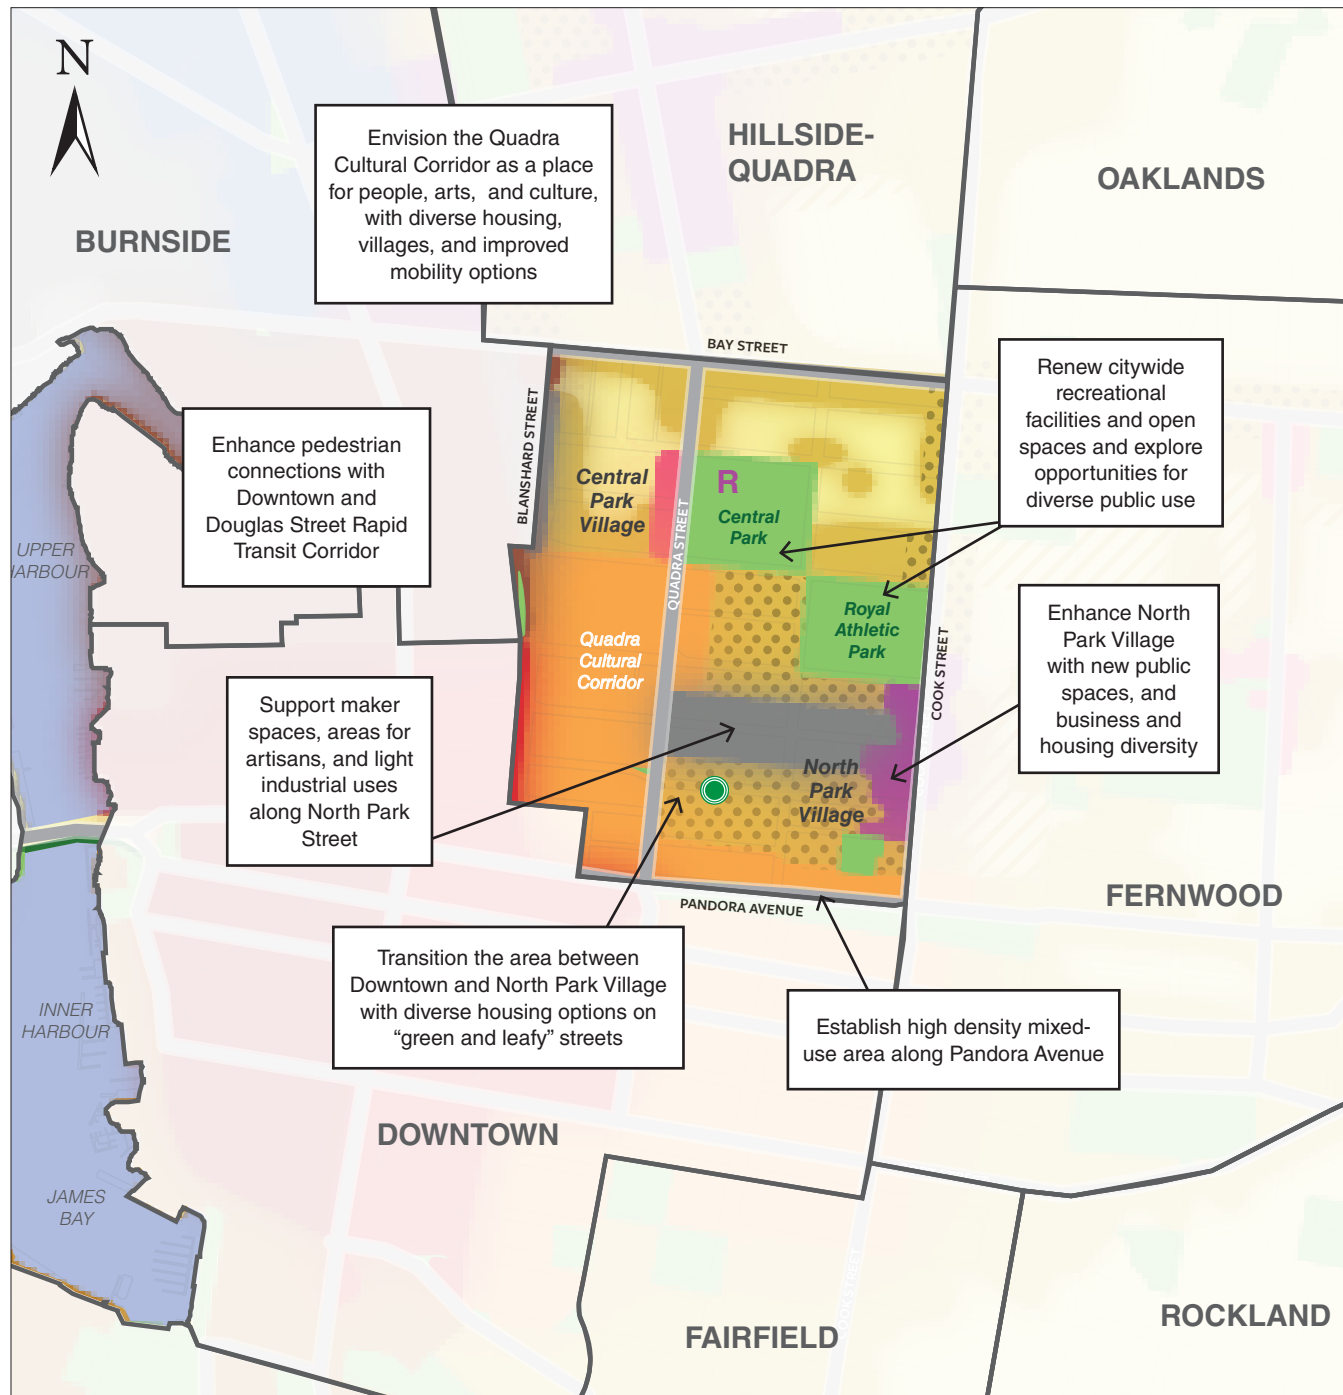 N
Envision the Quadra
Cultural Corridor as a place
for people, arts, and culture,
with diverse housing,
villages, and improved
mobility options
HILLSIDE-
QUADRA
OAKLANDS
BURNSIDE
BAY STREET
Renew citywide
recreational
facilities and open
spaces and explore
opportunities for
diverse public use
Enhance pedestrian
connections with
Downtown and
Douglas Street Rapid
Transit Corridor
BLANSHARD STREET
Central
Park
Village
R
Central
Park
QUADRA STREET
UPPER
HARBOUR
Royal
Athletic
Park
Enhance North
Park Village
with new public
spaces, and
business and
housing diversity
Quadra
Cultural
Corridor
COOK STREET
Support maker
spaces, areas for
artisans, and light
industrial uses
along North Park
Street
North
Park
Village
FERNWOOD
PANDORA AVENUE
Transition the area between
Downtown and North Park Village
with diverse housing options on
“green and leafy” streets
Establish high density mixed-
use area along Pandora Avenue
INNER
HARBOUR
DOWNTOWN
JAMES
BAY
COOK STREET
FAIRFIELD
ROCKLAND